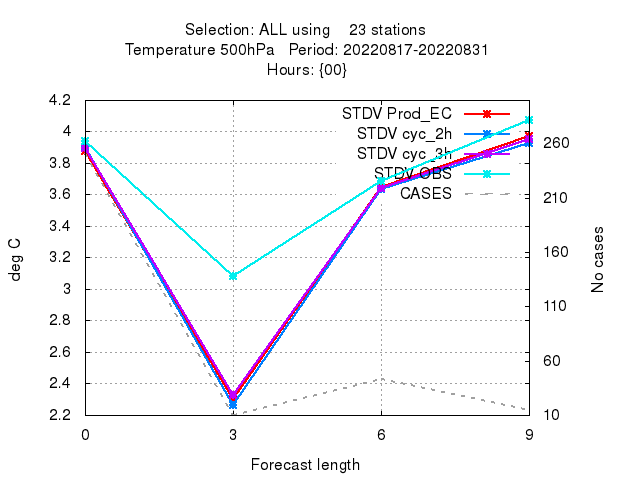 Selection: ALL using    23 stations
Temperature 500hPa   Period: 20220817-20220831
Hours: {00}
STDV Prod_EC
STDV cyc_2h
STDV cyc_3h
STDV OBS
CASES
4.2
4
3.8
3.6
3.4
3.2
3
2.8
2.6
2.4
2.2
260
210
160
110
60
10
deg C
No cases
0 3 6 9
Forecast length